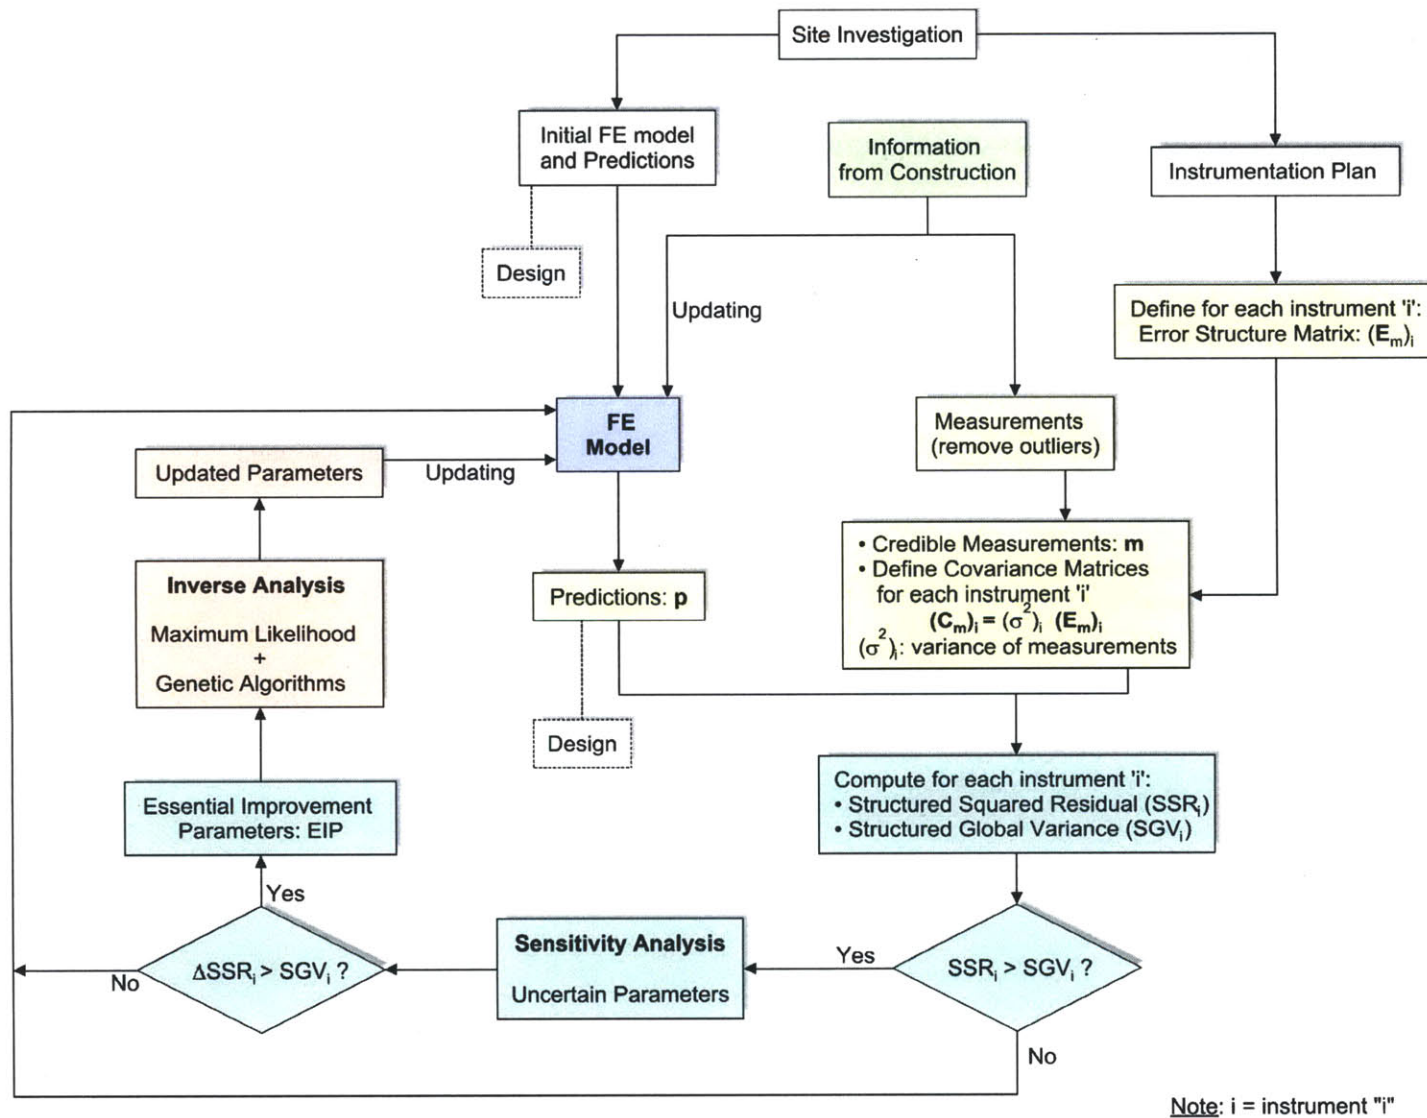 Site Investigation
Initial FE model
and Predictions
Information
from Construction
Instrumentation Plan
Design
Updating
Define for each instrument 'i':
Error Structure Matrix: (Eₘ)ᵢ
FE
Model
Measurements
(remove outliers)
Updated Parameters
Updating
• Credible Measurements: m
• Define Covariance Matrices
for each instrument 'i'
(Cₘ)ᵢ = (σ²)ᵢ (Eₘ)ᵢ
(σ²)ᵢ: variance of measurements
Inverse Analysis
Maximum Likelihood
+
Genetic Algorithms
Predictions: p
Design
Essential Improvement
Parameters: EIP
Compute for each instrument 'i':
• Structured Squared Residual (SSRᵢ)
• Structured Global Variance (SGVᵢ)
Yes
ΔSSRᵢ > SGVᵢ ?
No
Sensitivity Analysis
Uncertain Parameters
Yes
SSRᵢ > SGVᵢ ?
No
Note: i = instrument "i"